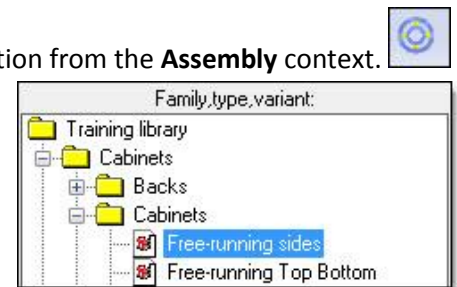 tion from the Assembly context.
Family,type,variant:
Training library
Cabinets
Backs
Cabinets
Free-running sides
Free-running Top Bottom